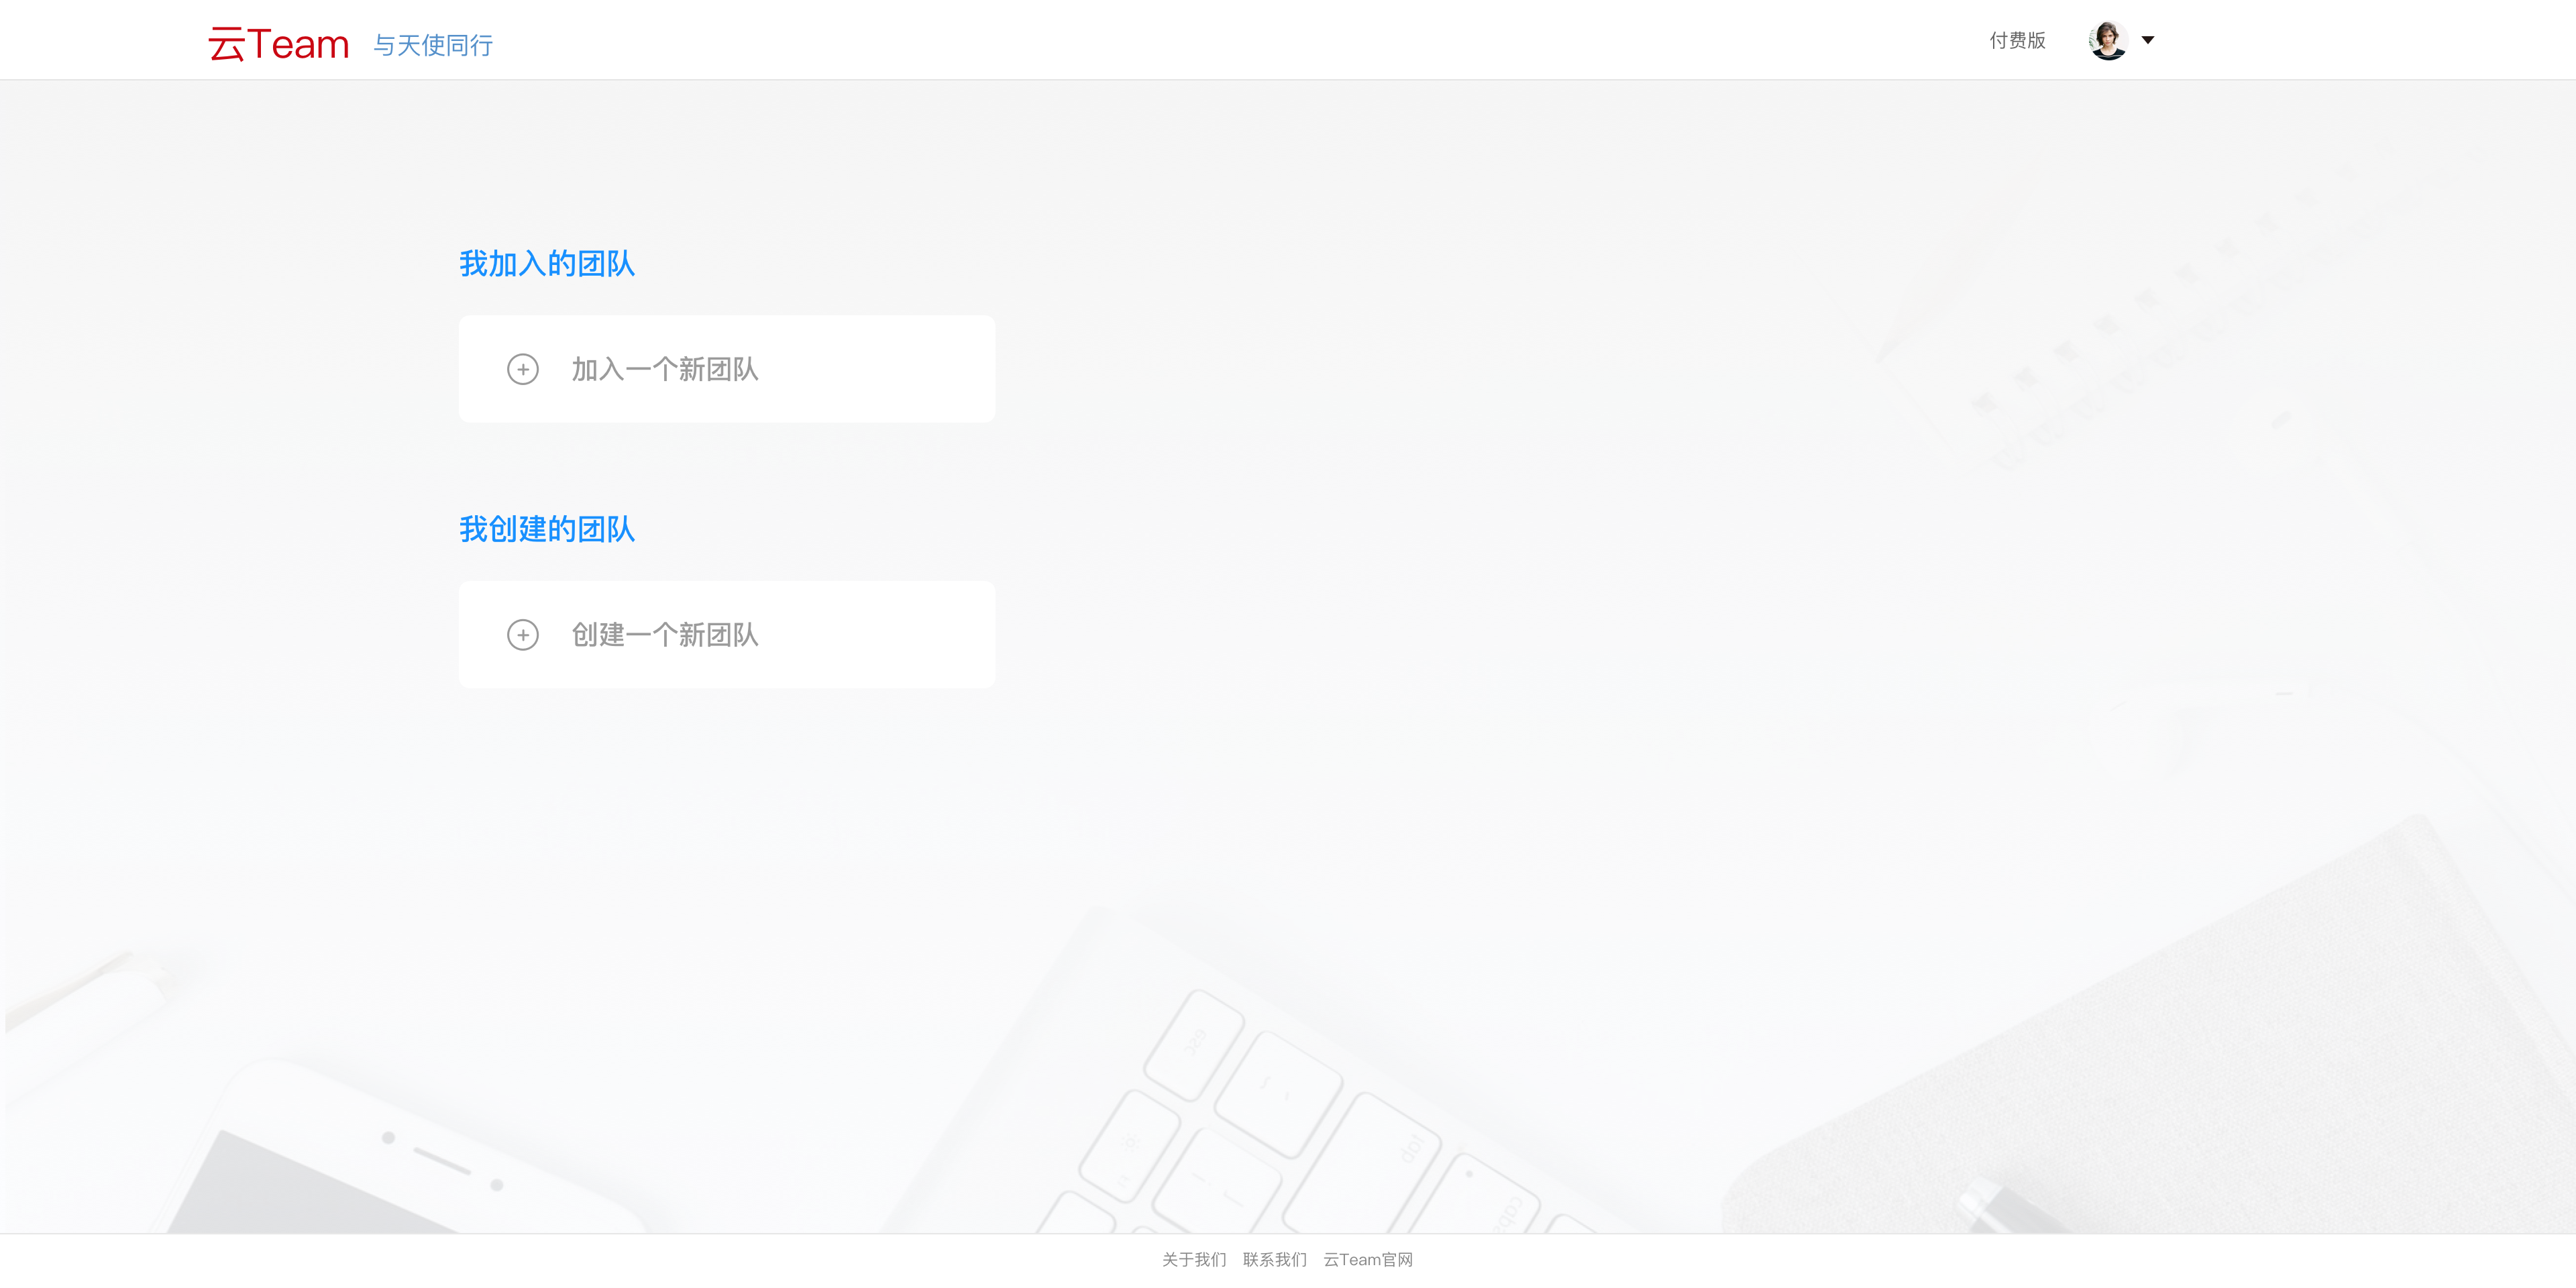 云Team 与天使同行 付费版
我加入的团队
加入一个新团队
我创建的团队
创建一个新团队
关于我们 联系我们 云Team官网